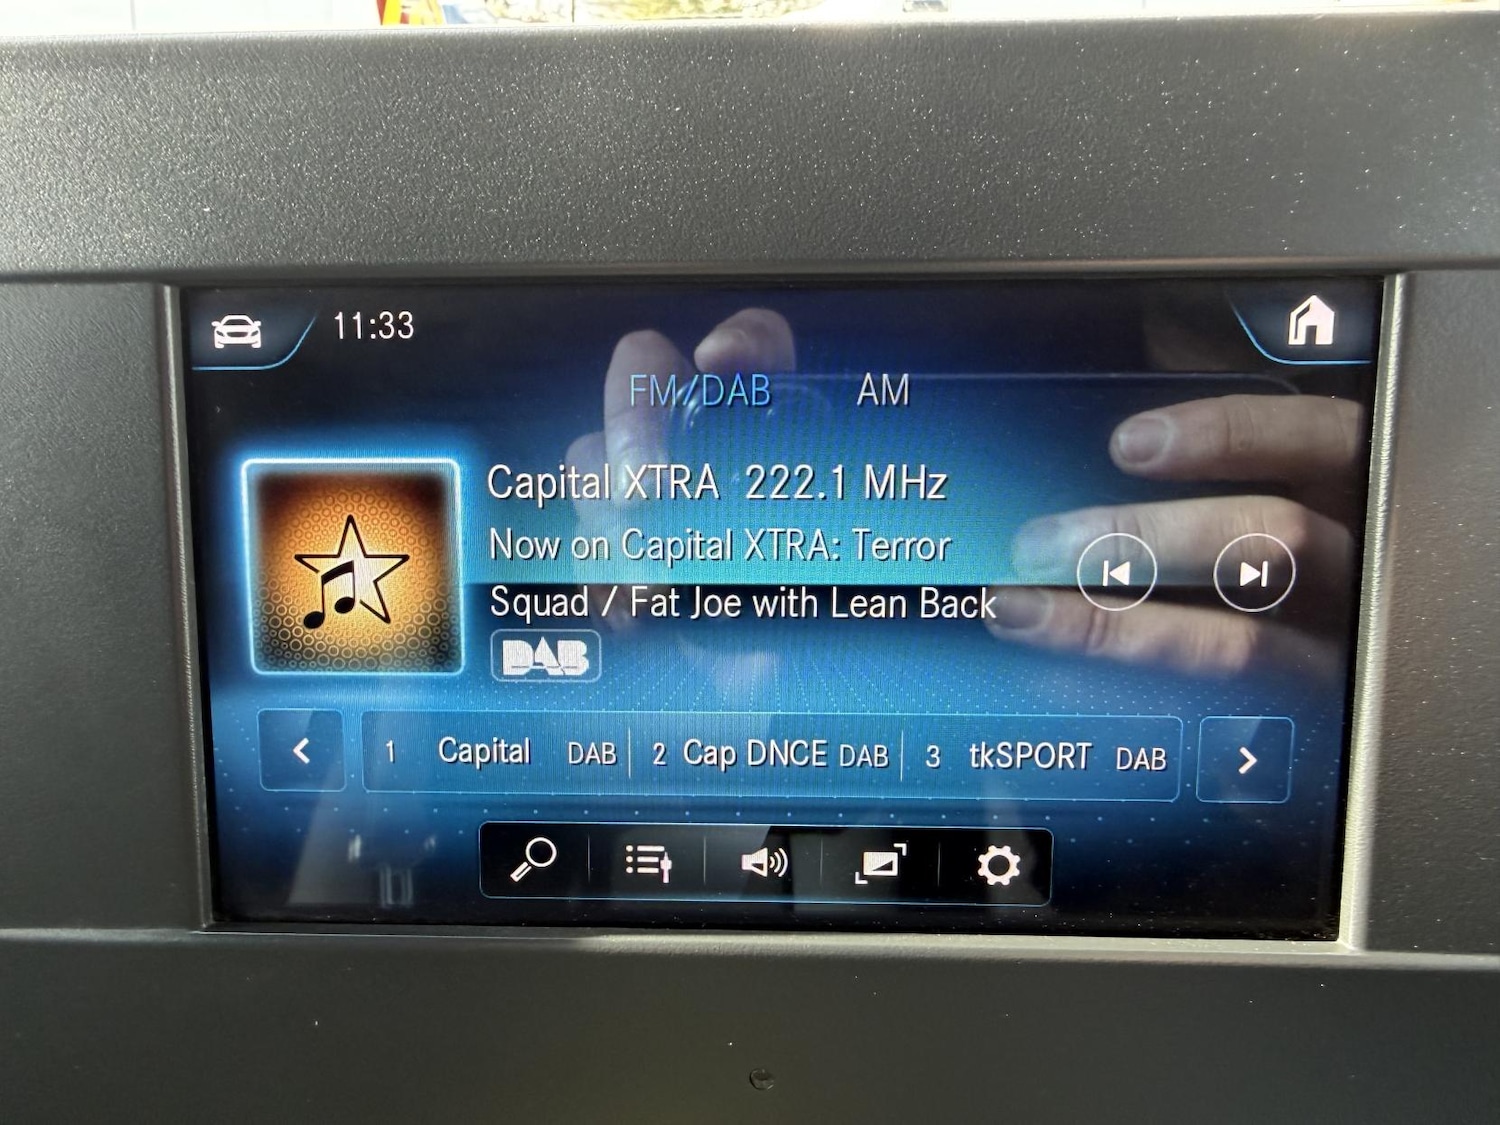 11:33
FM/DAB AM
Capital XTRA 222.1 MHz
Now on Capital XTRA: Terror
Squad / Fat Joe with Lean Back
DAB
1 Capital DAB 2 Cap DNCE DAB 3 tkSPORT DAB